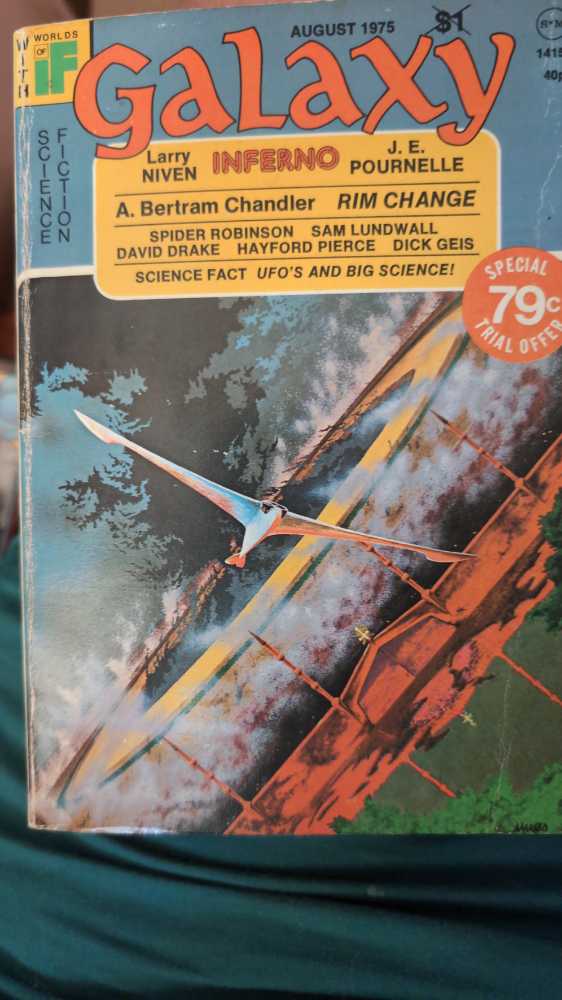 WITH
WORLDS
OF
iF
AUGUST 1975
$1
Galaxy
SCIENCE
FICTION
Larry
NIVEN
INFERNO
J. E.
POURNELLE
A. Bertram Chandler RIM CHANGE
SPIDER ROBINSON SAM LUNDWALL
DAVID DRAKE HAYFORD PIERCE DICK GEIS
SCIENCE FACT UFO'S AND BIG SCIENCE!
SPECIAL
79c
TRIAL OFFER
1415
40p